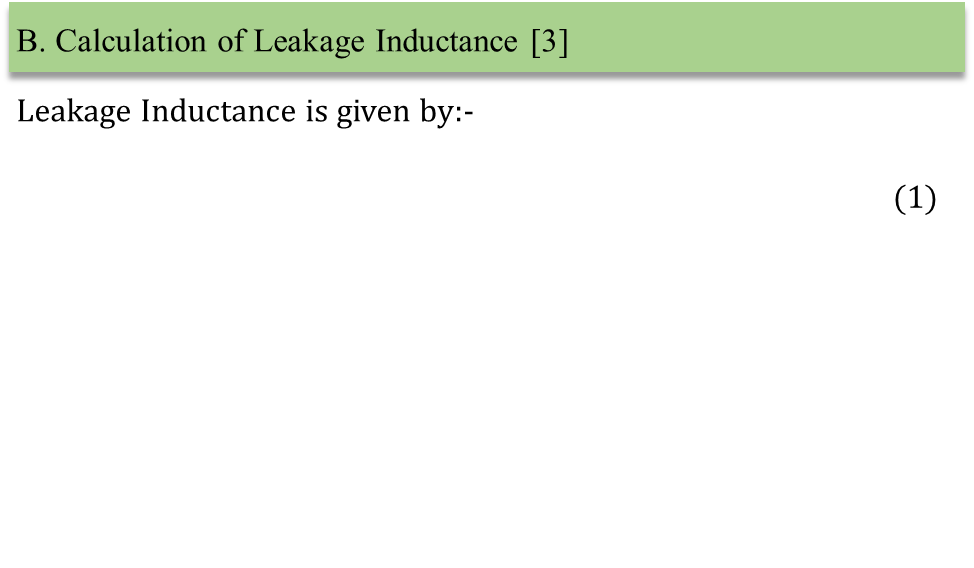 B. Calculation of Leakage Inductance [3]
Leakage Inductance is given by:-
(1)